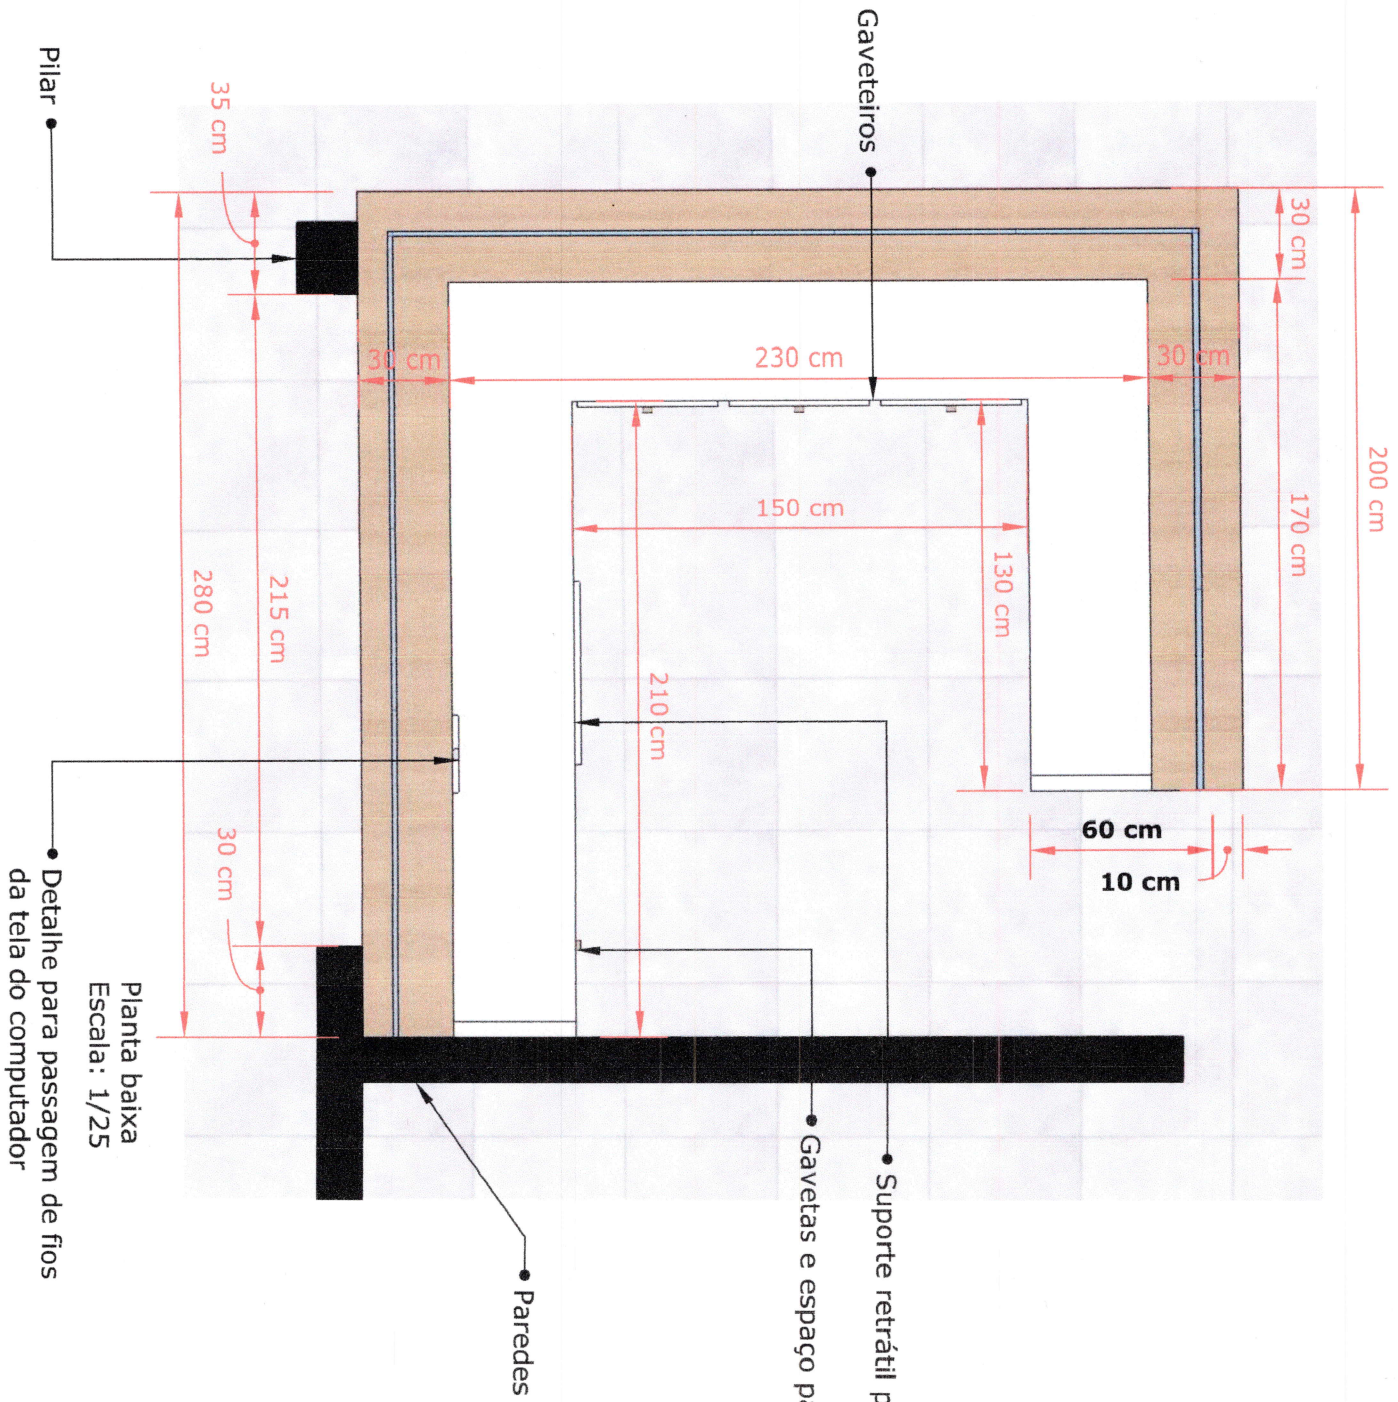 Gaveteiros
Pilar
35 cm
30 cm
200 cm
170 cm
30 cm
230 cm
30 cm
150 cm
130 cm
210 cm
215 cm
280 cm
30 cm
60 cm
10 cm
Suporte retrátil
Gavetas e espaço
Paredes
Planta baixa
Escala: 1/25
Detalhe para passagem de fios
da tela do computador